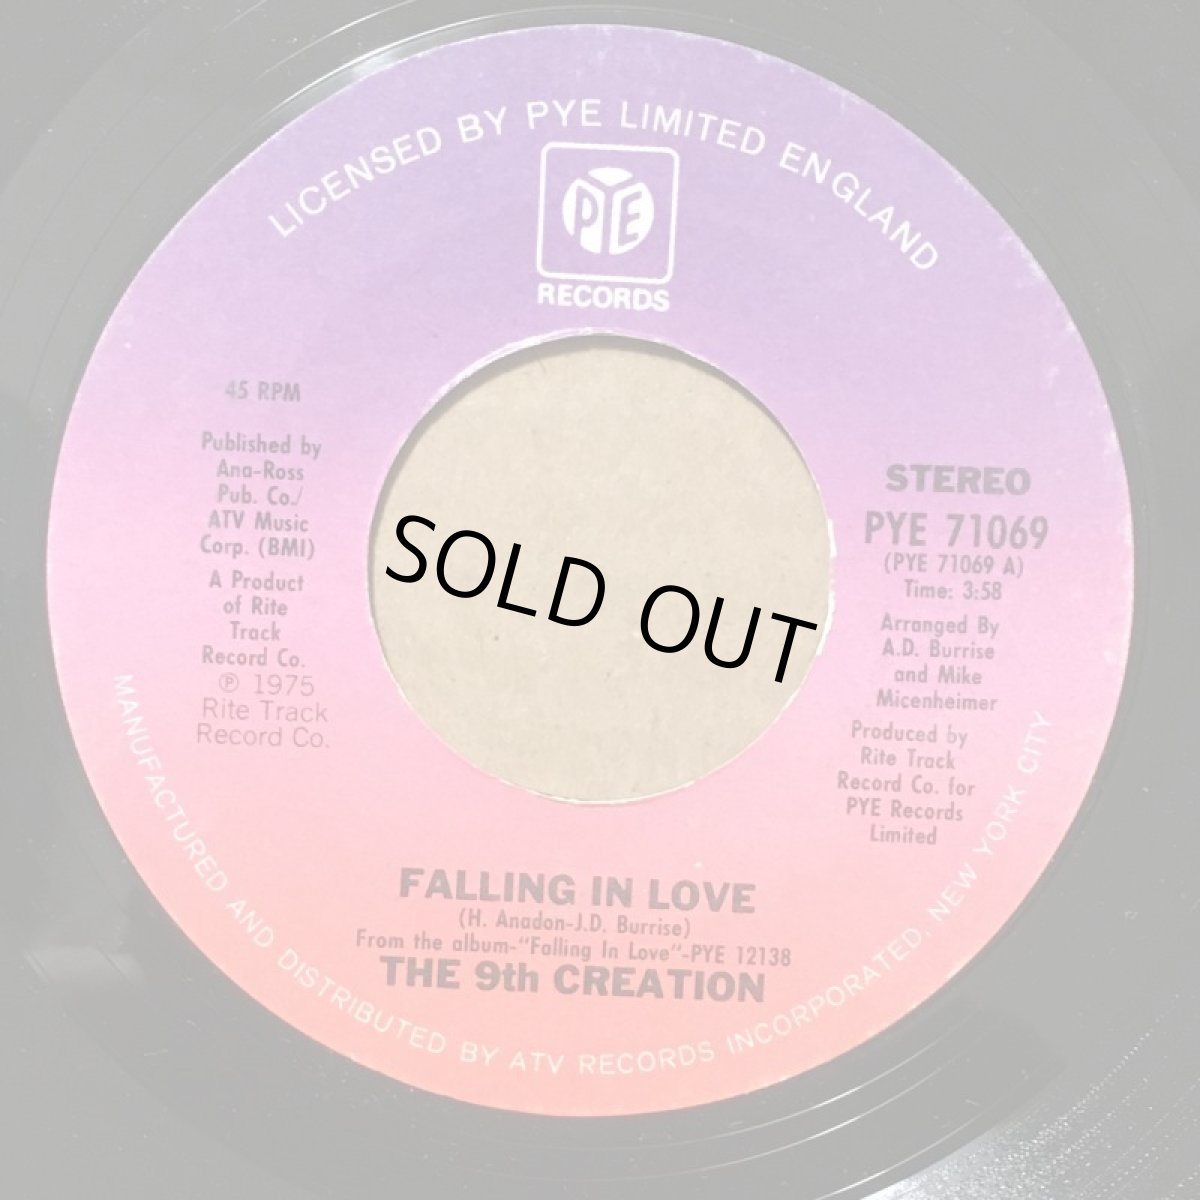 LICENSED BY PYE LIMITED ENGLAND
PYE
RECORDS
45 RPM
Published by
Ana-Ross
Pub. Co./
ATV Music
Corp. (BMI)
A Product
of Rite
Track
Record Co.
℗ 1975
Rite Track
Record Co.
STEREO
PYE 71069
(PYE 71069 A)
Time: 3:58
Arranged By
A.D. Burrise
and Mike
Micenheimer
Produced by
Rite Track
Record Co. for
PYE Records
Limited
SOLD OUT
FALLING IN LOVE
(H. Anadon-J.D. Burrise)
From the album-"Falling In Love"-PYE 12138
THE 9th CREATION
MANUFACTURED AND DISTRIBUTED BY ATV RECORDS INCORPORATED, NEW YORK CITY